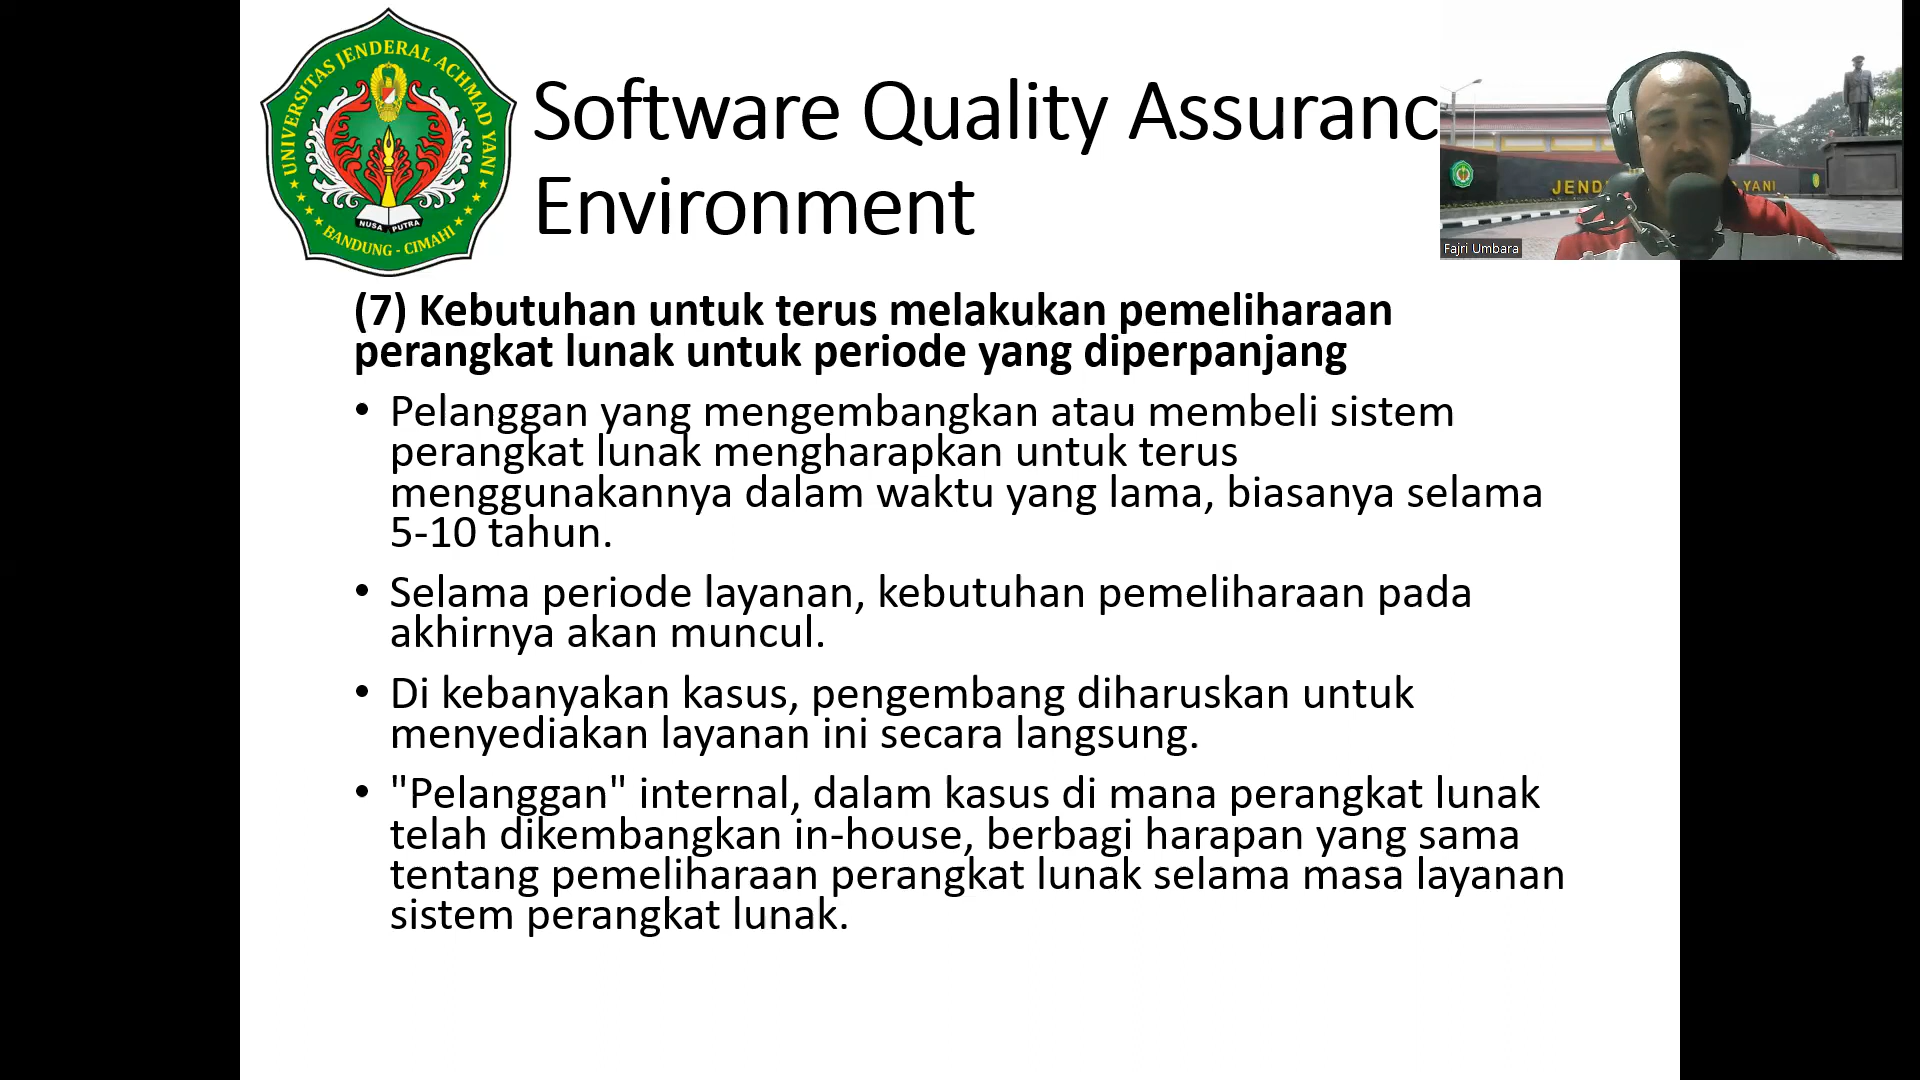 UNIVERSITAS JENDERAL ACHMAD YANI
NUSA PUTRA
BANDUNG - CIMAHI
Software Quality Assuranc
Environment
JEND
YANI
Fajri Umbara
(7) Kebutuhan untuk terus melakukan pemeliharaan
perangkat lunak untuk periode yang diperpanjang
• Pelanggan yang mengembangkan atau membeli sistem
perangkat lunak mengharapkan untuk terus
menggunakannya dalam waktu yang lama, biasanya selama
5-10 tahun.
• Selama periode layanan, kebutuhan pemeliharaan pada
akhirnya akan muncul.
• Di kebanyakan kasus, pengembang diharuskan untuk
menyediakan layanan ini secara langsung.
• "Pelanggan" internal, dalam kasus di mana perangkat lunak
telah dikembangkan in-house, berbagi harapan yang sama
tentang pemeliharaan perangkat lunak selama masa layanan
sistem perangkat lunak.